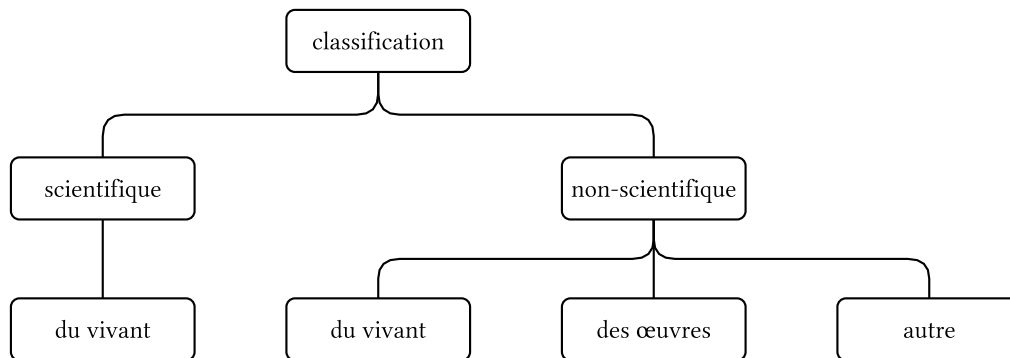 classification
scientifique
non-scientifique
du vivant
du vivant
des œuvres
autre